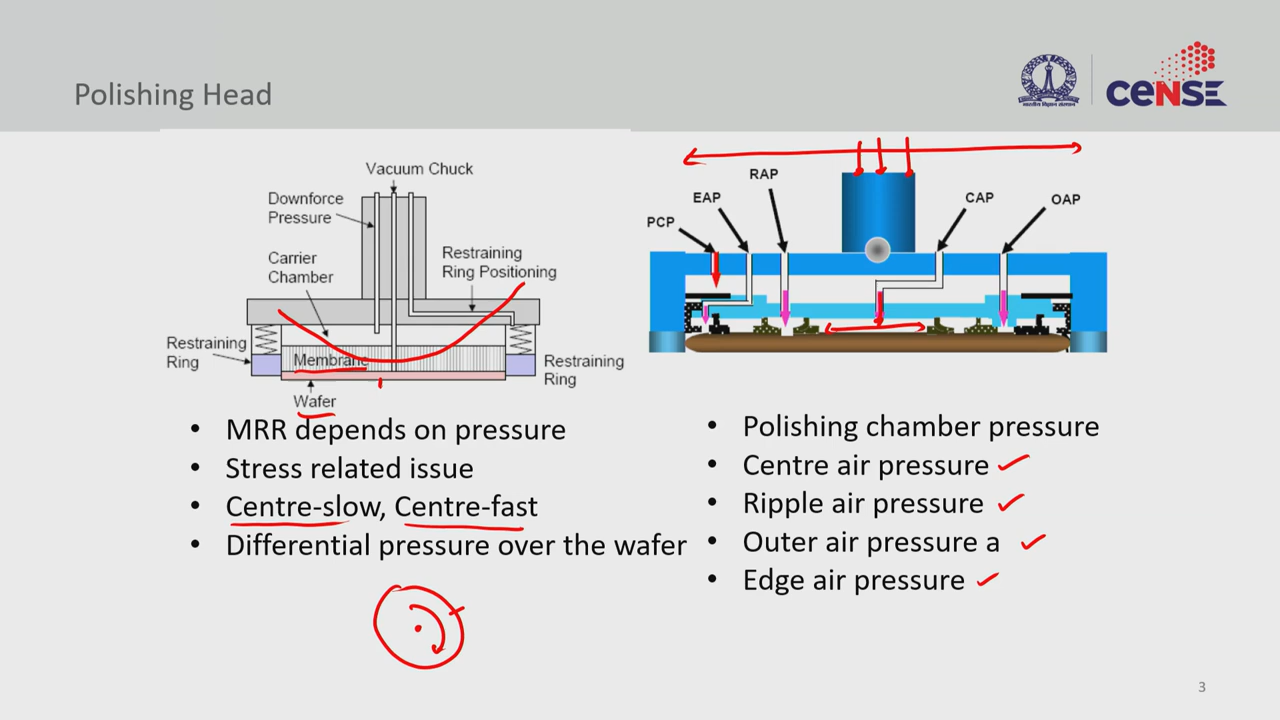 Polishing Head
CENSE
Vacuum Chuck
Downforce
Pressure
Carrier
Chamber
Restraining
Ring Positioning
Restraining
Ring
Membrane
Restraining
Ring
Wafer
RAP
EAP
CAP
OAP
PCP
• MRR depends on pressure
• Stress related issue
• Centre-slow, Centre-fast
• Differential pressure over the wafer
• Polishing chamber pressure
• Centre air pressure
• Ripple air pressure
• Outer air pressure a
• Edge air pressure
3